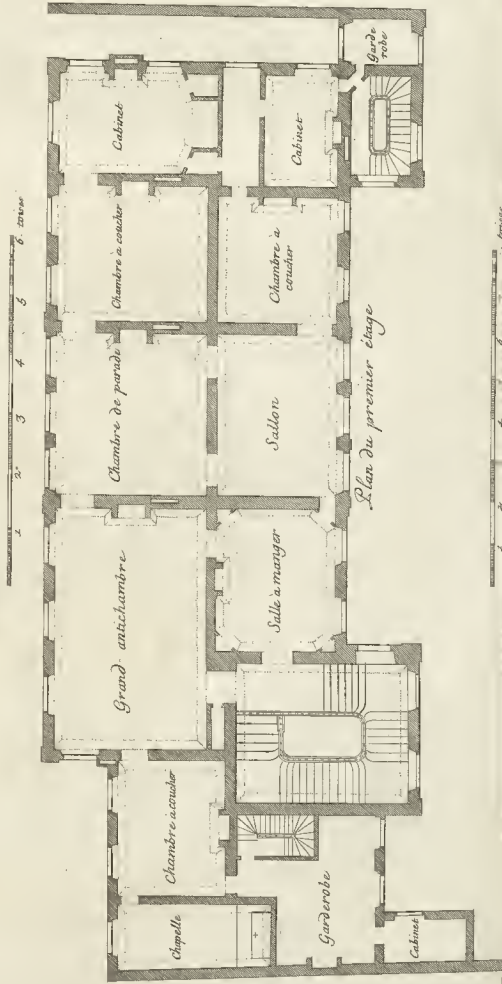 Garde
robe
Cabinet
Cabinet
Chambre à coucher
Chambre à
coucher
Chambre de parade
Sallon
Plan du premier étage
Grand antichambre
Salle à manger
Chambre à coucher
Chapelle
Garderobe
Cabinet
1 2 3 4 5 6 toises